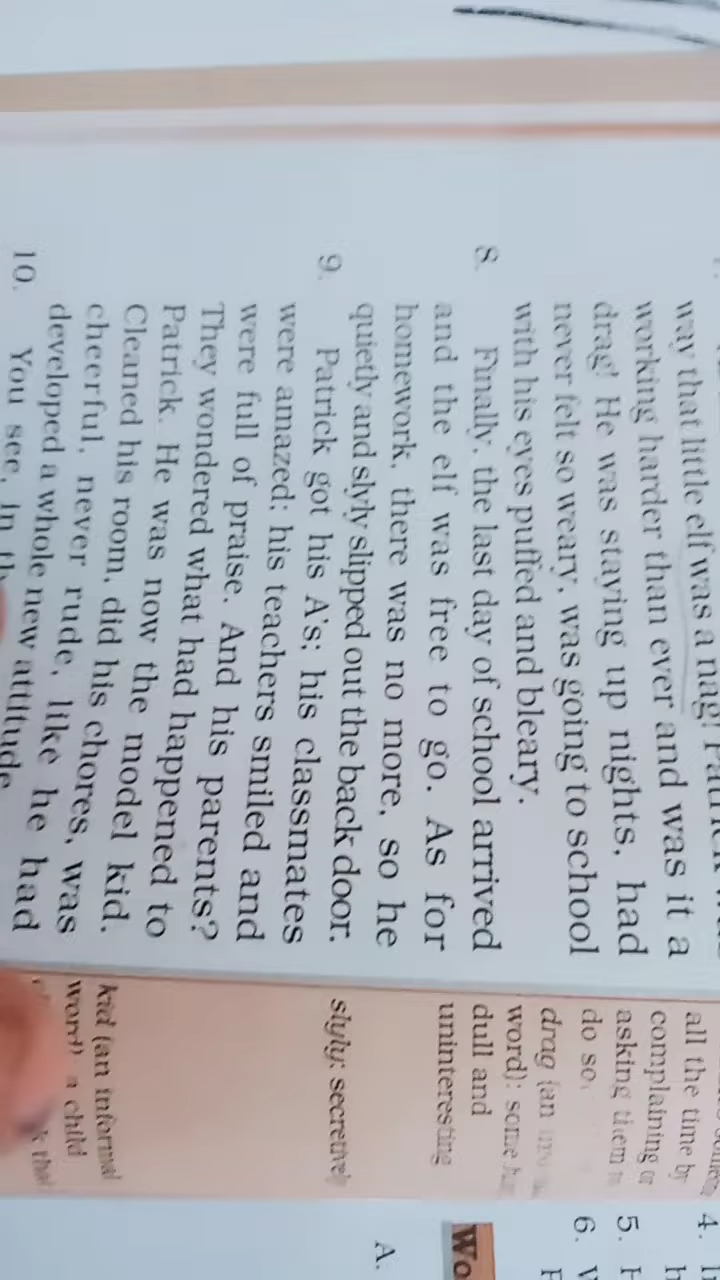 way that little elf was a nag!
working harder than ever and was it a
drag! He was staying up nights, had
never felt so weary, was going to school
with his eyes puffed and bleary.
8. Finally, the last day of school arrived
and the elf was free to go. As for
homework, there was no more, so he
quietly and slyly slipped out the back door.
9. Patrick got his A's; his classmates
were amazed; his teachers smiled and
were full of praise. And his parents?
They wondered what had happened to
Patrick. He was now the model kid.
Cleaned his room, did his chores, was
cheerful, never rude, like he had
developed a whole new attitude
10. You see, in
all the time by
complaining or
asking them
do so.
drag (an
word): some
dull and
uninteresting
slyly: secretively
kid (an informal
word) a child
4.
5.
6.
Wo
A.